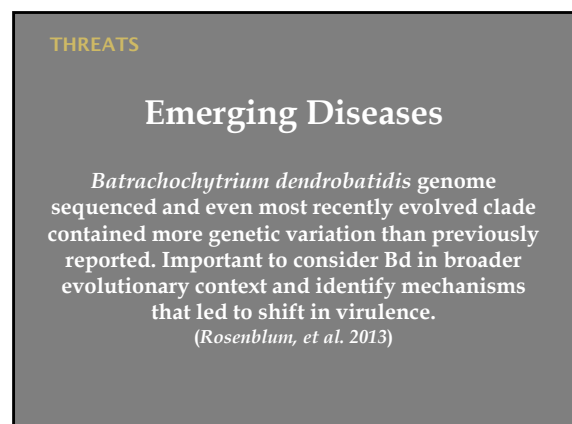 THREATS
Emerging Diseases
Batrachochytrium dendrobatidis genome
sequenced and even most recently evolved clade
contained more genetic variation than previously
reported. Important to consider Bd in broader
evolutionary context and identify mechanisms
that led to shift in virulence.
(Rosenblum, et al. 2013)